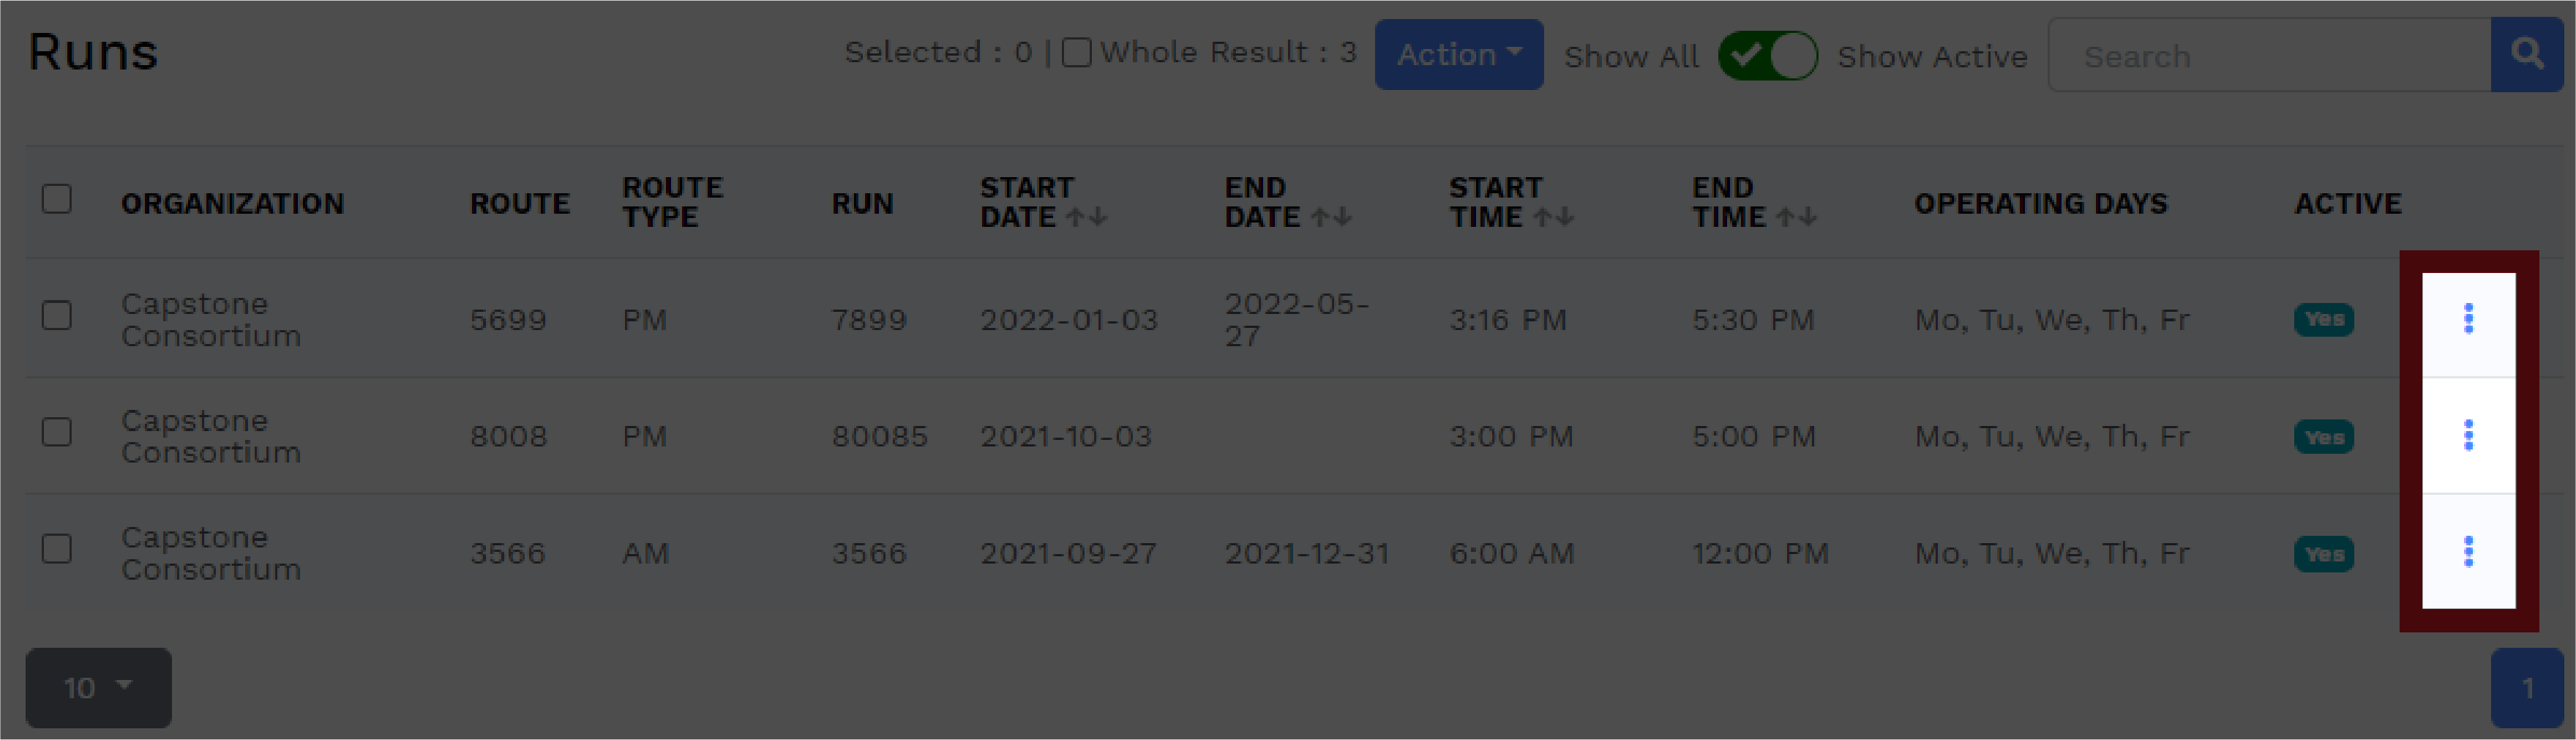 Runs
Selected : 0 | Whole Result : 3 Action Show All Show Active Search
ORGANIZATION ROUTE ROUTE TYPE RUN START DATE ↑↓ END DATE ↑↓ START TIME ↑↓ END TIME ↑↓ OPERATING DAYS ACTIVE
Capstone Consortium 5699 PM 7899 2022-01-03 2022-05-27 3:16 PM 5:30 PM Mo, Tu, We, Th, Fr Yes
Capstone Consortium 8008 PM 80085 2021-10-03 3:00 PM 5:00 PM Mo, Tu, We, Th, Fr Yes
Capstone Consortium 3566 AM 3566 2021-09-27 2021-12-31 6:00 AM 12:00 PM Mo, Tu, We, Th, Fr Yes
10 1